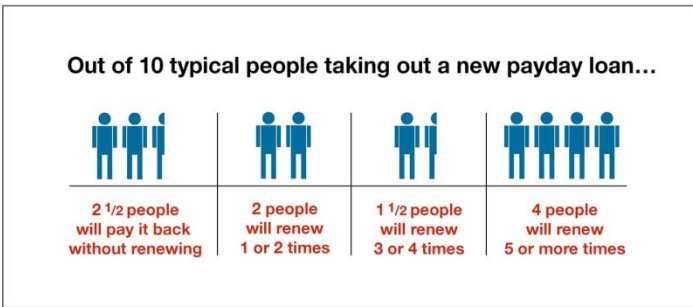 Out of 10 typical people taking out a new payday loan…
2 1/2 people
will pay it back
without renewing
2 people
will renew
1 or 2 times
1 1/2 people
will renew
3 or 4 times
4 people
will renew
5 or more times